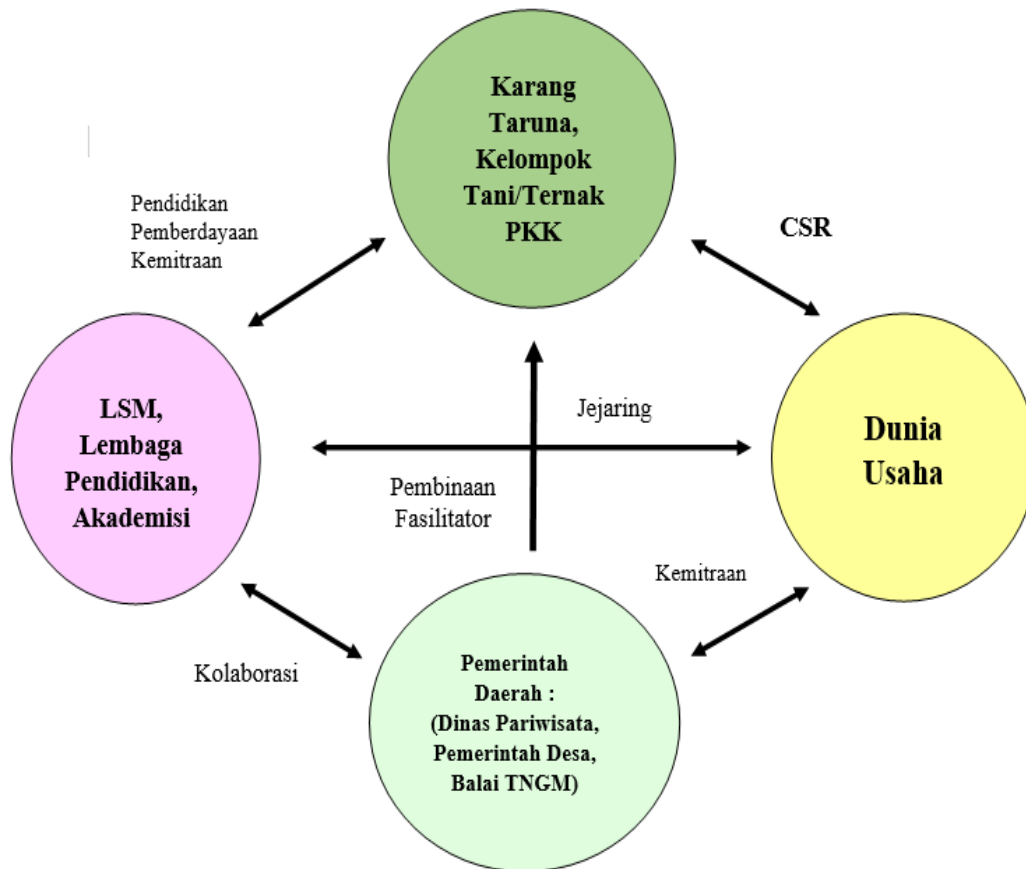 Karang
Taruna,
Kelompok
Tani/Ternak
PKK
Pendidikan
Pemberdayaan
Kemitraan
CSR
LSM,
Lembaga
Pendidikan,
Akademisi
Jejaring
Dunia
Usaha
Pembinaan
Fasilitator
Kemitraan
Kolaborasi
Pemerintah
Daerah :
(Dinas Pariwisata,
Pemerintah Desa,
Balai TNGM)